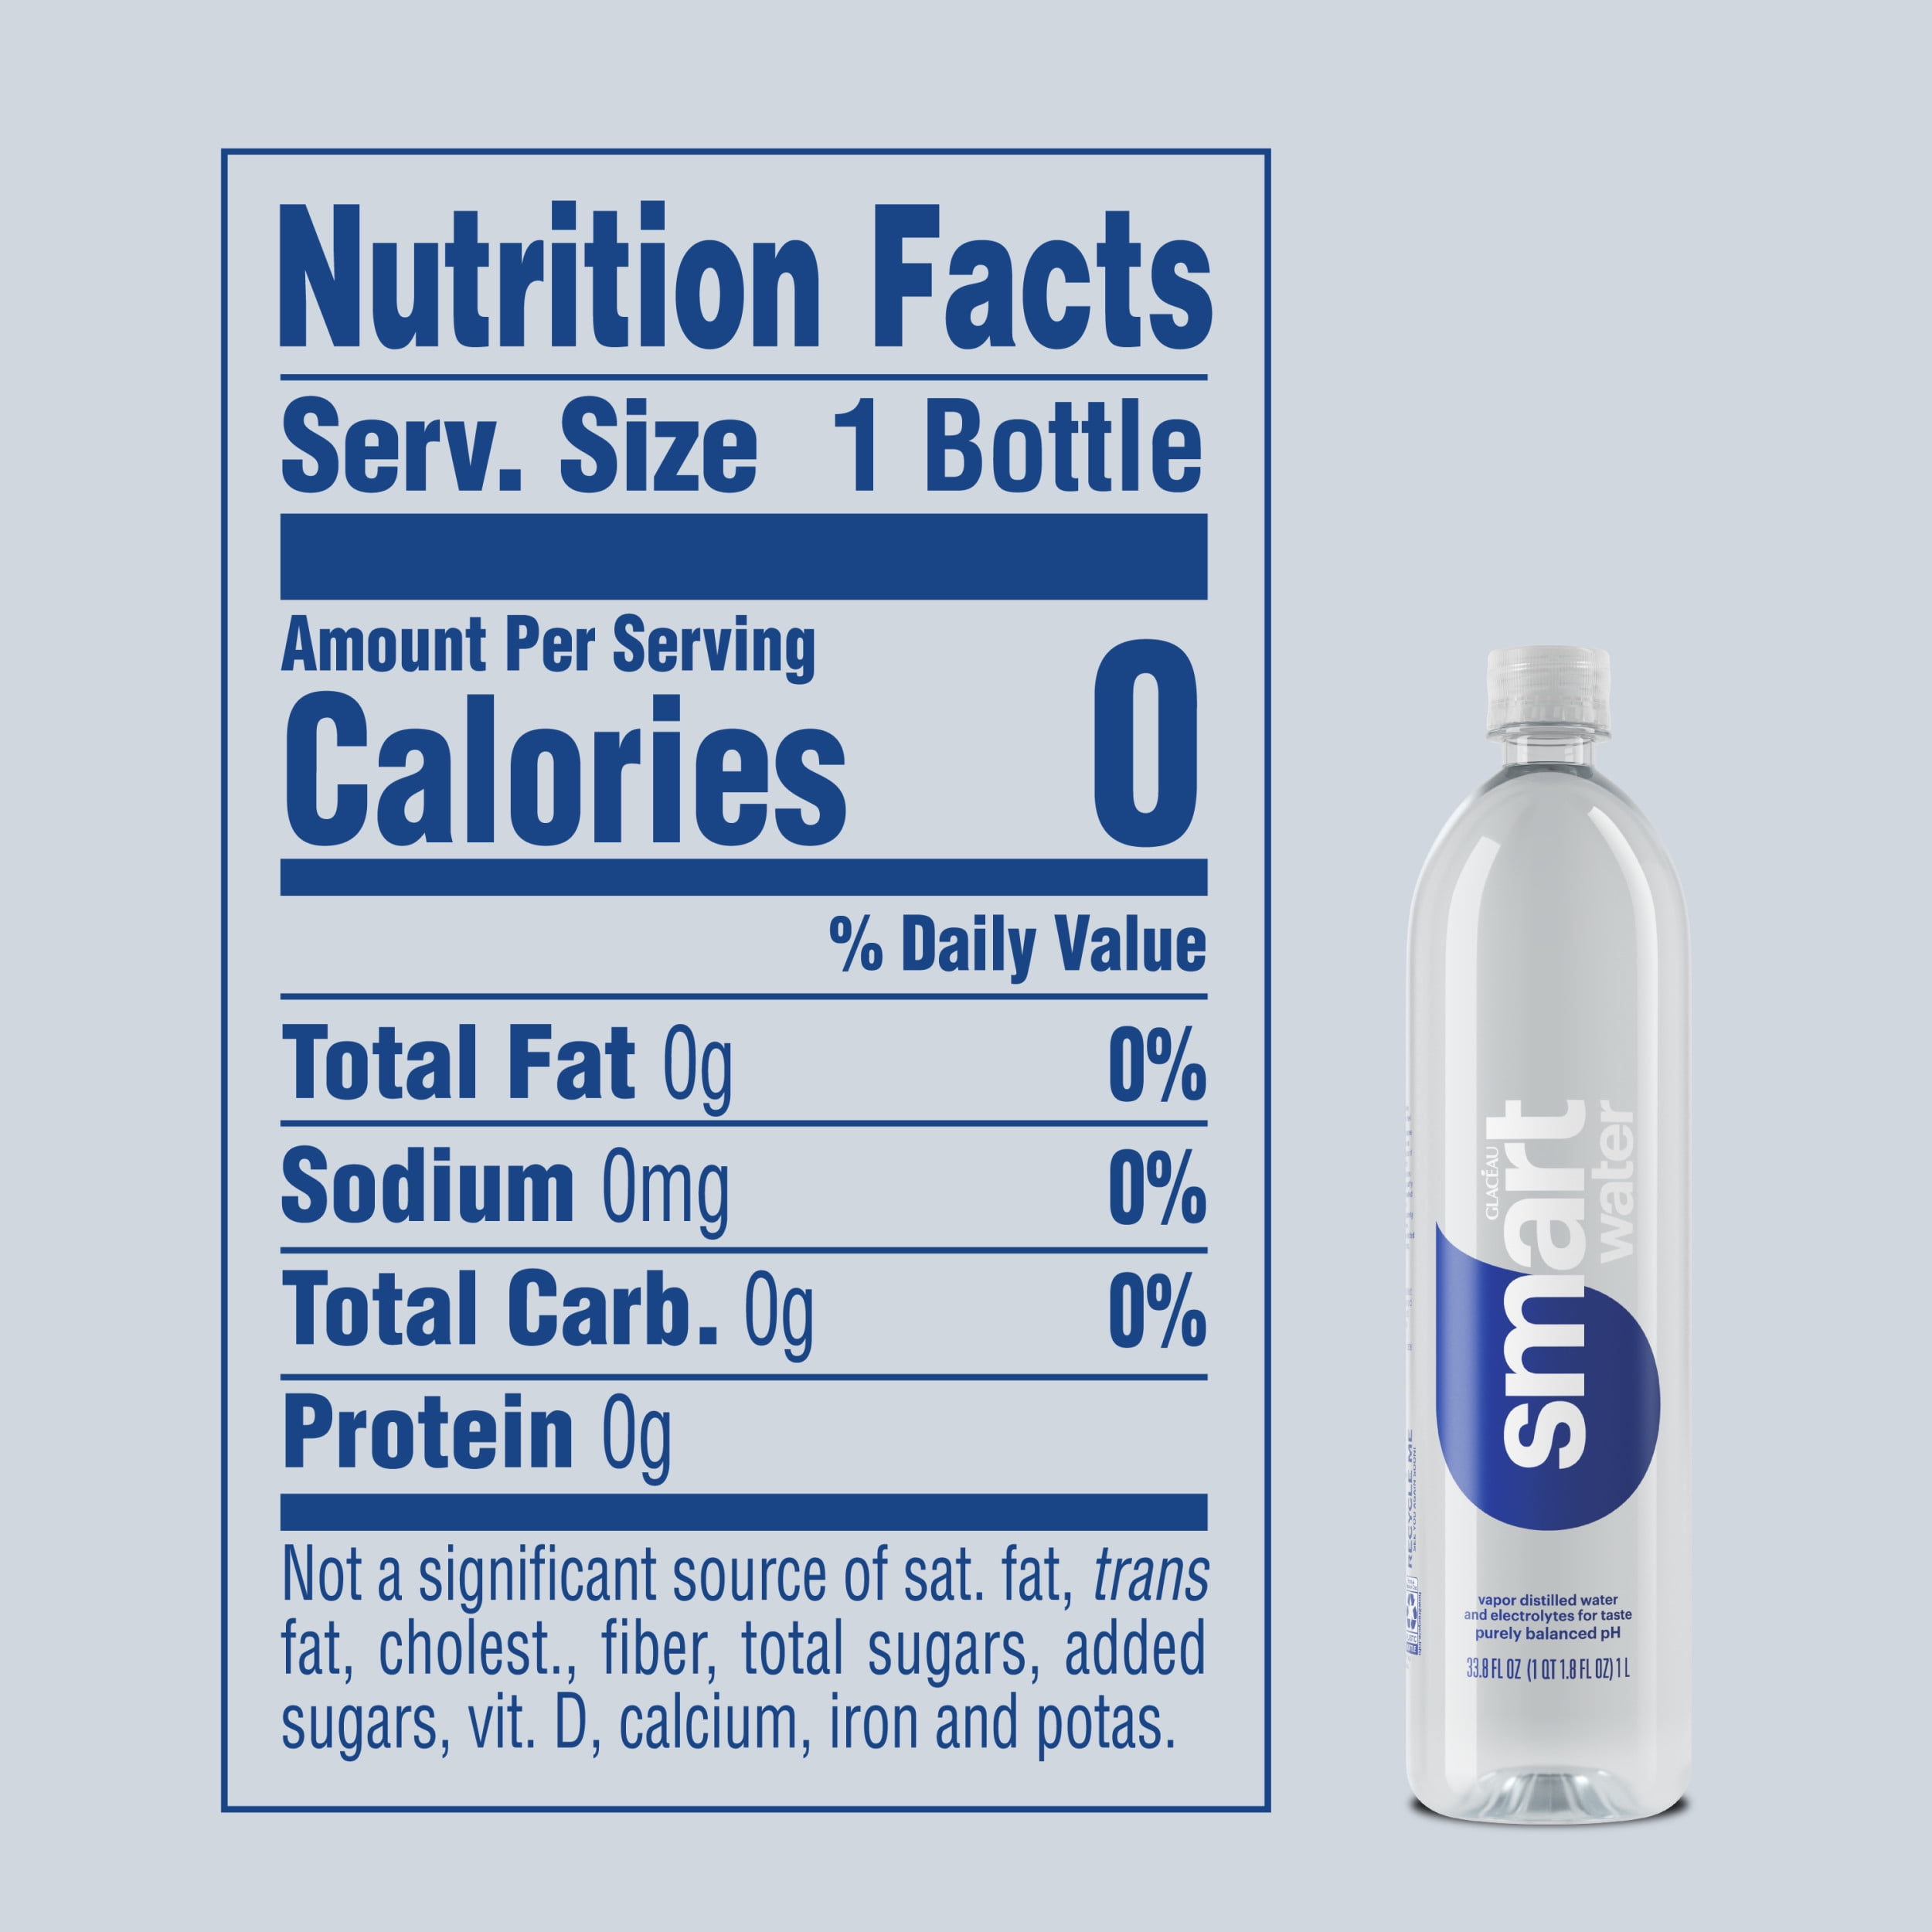 Nutrition Facts
Serv. Size 1 Bottle
Amount Per Serving
Calories 0
% Daily Value
Total Fat 0g 0%
Sodium 0mg 0%
Total Carb. 0g 0%
Protein 0g
Not a significant source of sat. fat, trans
fat, cholest., fiber, total sugars, added
sugars, vit. D, calcium, iron and potas.
GLACÉAU
smart
water
vapor distilled water
and electrolytes for taste
purely balanced pH
33.8 FL OZ (1 QT 1.8 FL OZ) 1 L
RECYCLE ME